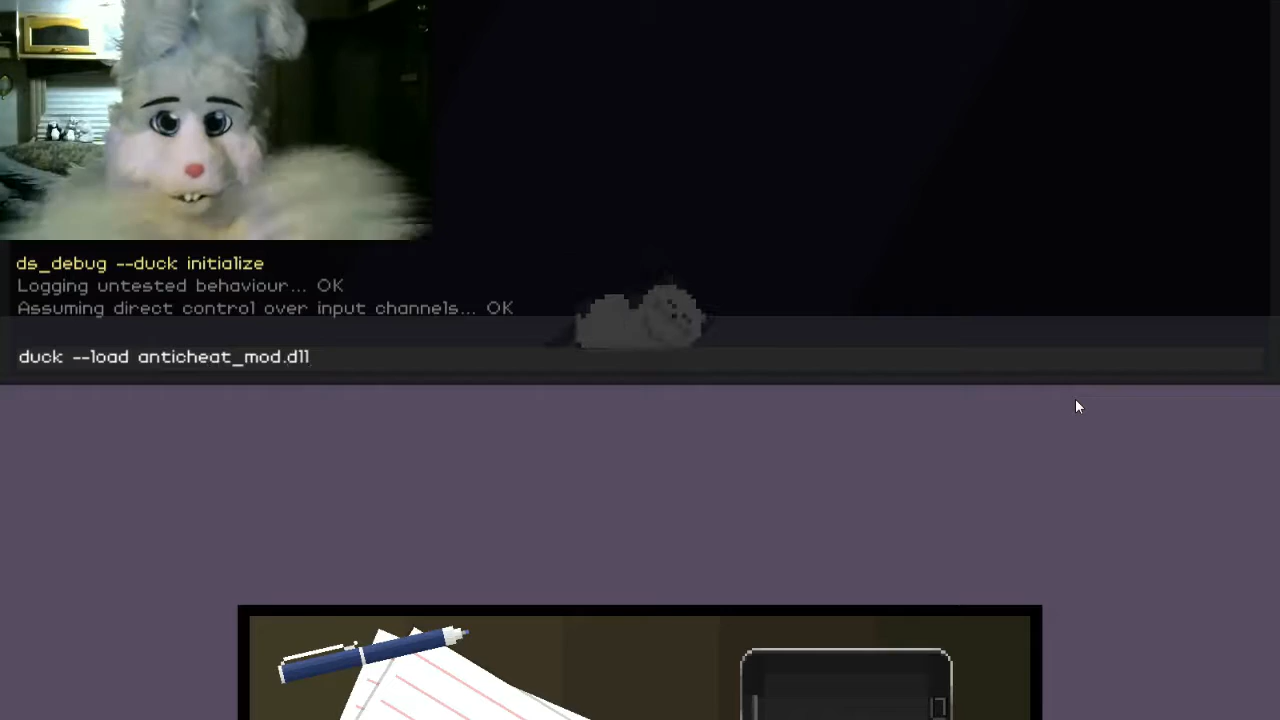 ds_debug --duck initialize
Logging untested behaviour... OK
Assuming direct control over input channels... OK
duck --load anticheat_mod.dll